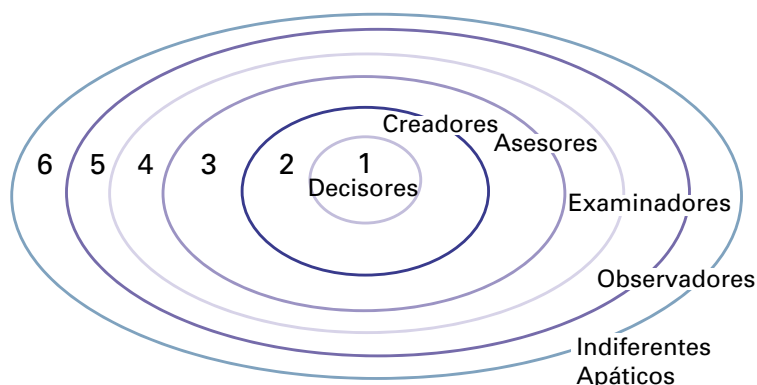 Creadores
Asesores
6 5 4 3 2 1
Decisores
Examinadores
Observadores
Indiferentes
Apáticos